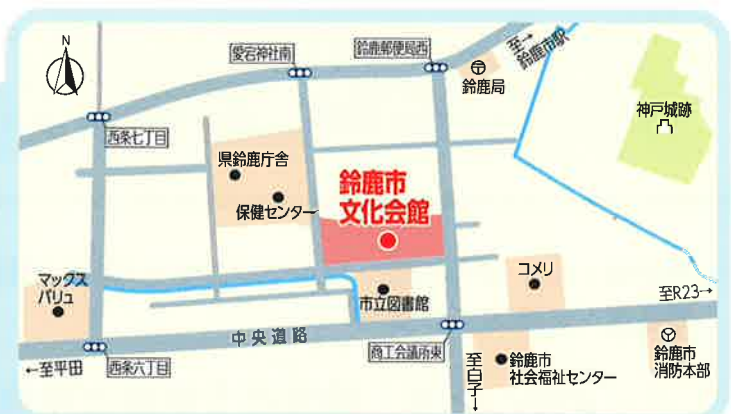 N
愛宕神社南
鈴鹿郵便局西
至→
鈴鹿市駅
鈴鹿局
神戸城跡
西条七丁目
県鈴鹿庁舎
保健センター
鈴鹿市
文化会館
マックス
バリュ
市立図書館
コメリ
至R23→
中央道路
商工会議所東
←至平田
西条六丁目
至白子→
鈴鹿市
社会福祉センター
鈴鹿市
消防本部